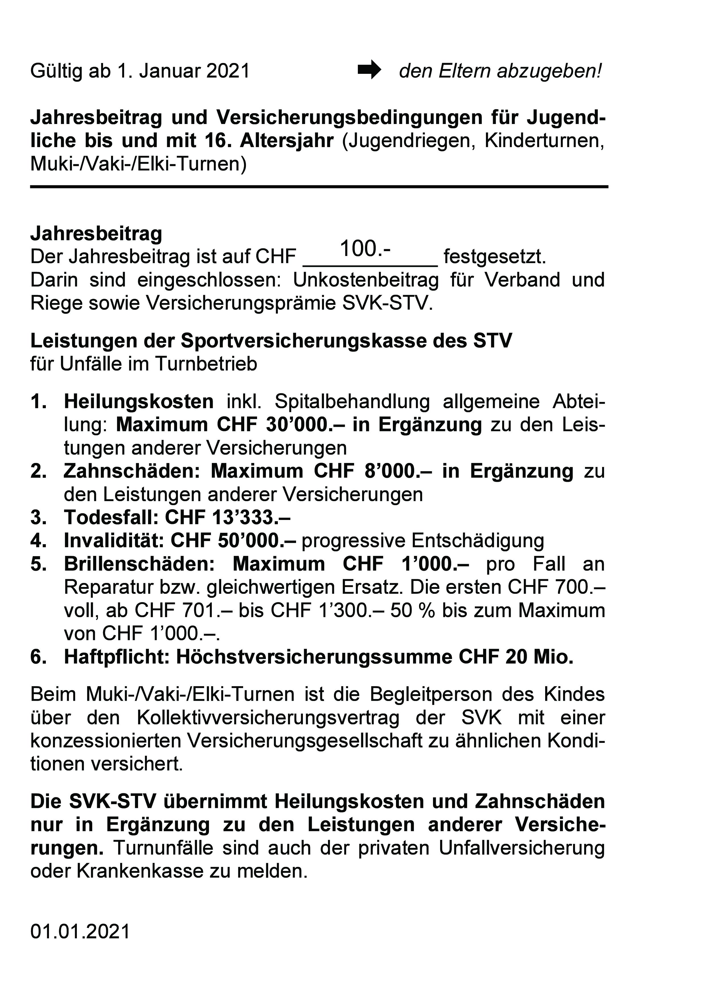 Gültig ab 1. Januar 2021 den Eltern abzugeben!
Jahresbeitrag und Versicherungsbedingungen für Jugend-
liche bis und mit 16. Altersjahr (Jugendriegen, Kinderturnen,
Muki-/Vaki-/Elki-Turnen)
Jahresbeitrag
Der Jahresbeitrag ist auf CHF 100.- festgesetzt.
Darin sind eingeschlossen: Unkostenbeitrag für Verband und
Riege sowie Versicherungsprämie SVK-STV.
Leistungen der Sportversicherungskasse des STV
für Unfälle im Turnbetrieb
1. Heilungskosten inkl. Spitalbehandlung allgemeine Abtei-
lung: Maximum CHF 30’000.– in Ergänzung zu den Leis-
tungen anderer Versicherungen
2. Zahnschäden: Maximum CHF 8’000.– in Ergänzung zu
den Leistungen anderer Versicherungen
3. Todesfall: CHF 13’333.–
4. Invalidität: CHF 50’000.– progressive Entschädigung
5. Brillenschäden: Maximum CHF 1’000.– pro Fall an
Reparatur bzw. gleichwertigen Ersatz. Die ersten CHF 700.–
voll, ab CHF 701.– bis CHF 1’300.– 50 % bis zum Maximum
von CHF 1’000.–.
6. Haftpflicht: Höchstversicherungssumme CHF 20 Mio.
Beim Muki-/Vaki-/Elki-Turnen ist die Begleitperson des Kindes
über den Kollektivversicherungsvertrag der SVK mit einer
konzessionierten Versicherungsgesellschaft zu ähnlichen Kondi-
tionen versichert.
Die SVK-STV übernimmt Heilungskosten und Zahnschäden
nur in Ergänzung zu den Leistungen anderer Versiche-
rungen. Turnunfälle sind auch der privaten Unfallversicherung
oder Krankenkasse zu melden.
01.01.2021